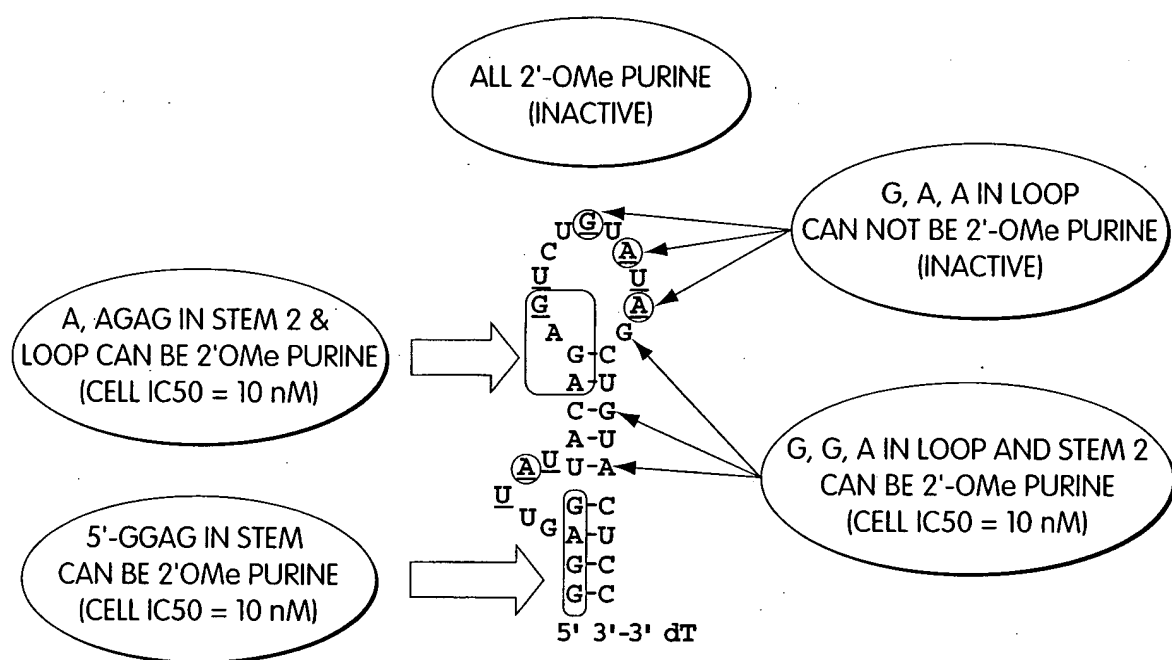 ALL 2'-OMe PURINE
(INACTIVE)
G, A, A IN LOOP
CAN NOT BE 2'-OMe PURINE
(INACTIVE)
A, AGAG IN STEM 2 &
LOOP CAN BE 2'OMe PURINE
(CELL IC50 = 10 nM)
G, G, A IN LOOP AND STEM 2
CAN BE 2'-OMe PURINE
(CELL IC50 = 10 nM)
5'-GGAG IN STEM
CAN BE 2'OMe PURINE
(CELL IC50 = 10 nM)
U G U
C A
U U
G A
A G
G-C
A-U
C-G
A-U
A U U-A
U G-C
U G A-U
G-C
G-C
5' 3'-3' dT